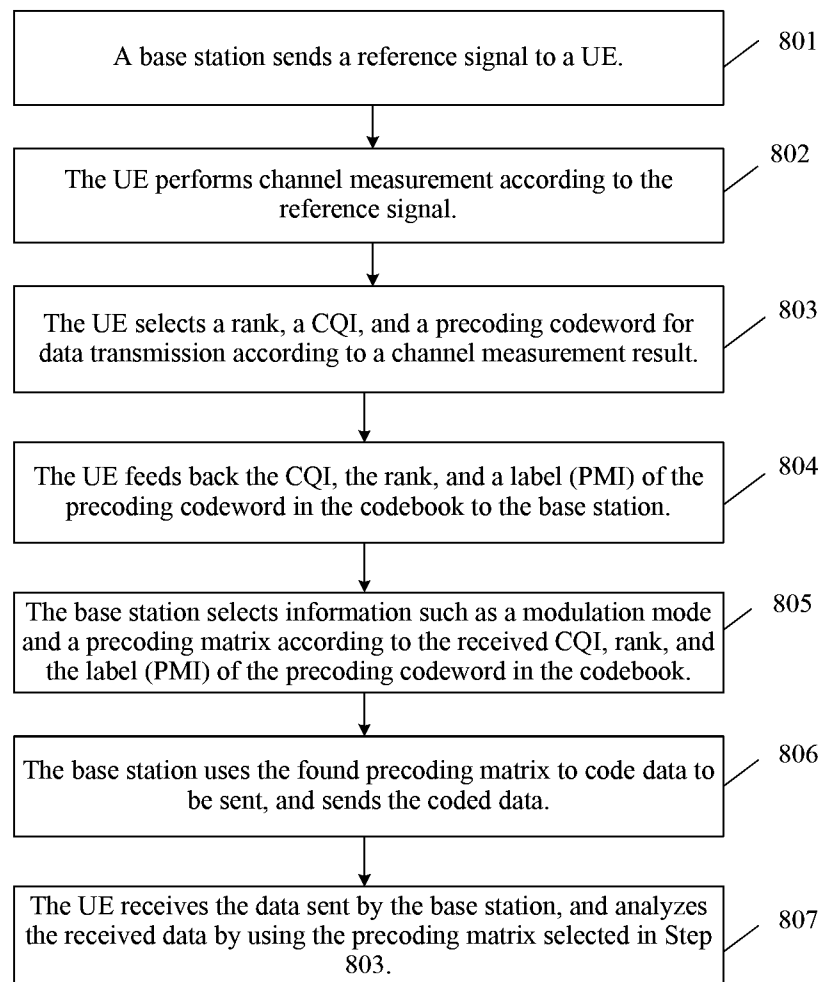 A base station sends a reference signal to a UE.
801
The UE performs channel measurement according to the
reference signal.
802
The UE selects a rank, a CQI, and a precoding codeword for
data transmission according to a channel measurement result.
803
The UE feeds back the CQI, the rank, and a label (PMI) of the
precoding codeword in the codebook to the base station.
804
The base station selects information such as a modulation mode
and a precoding matrix according to the received CQI, rank, and
the label (PMI) of the precoding codeword in the codebook.
805
The base station uses the found precoding matrix to code data to
be sent, and sends the coded data.
806
The UE receives the data sent by the base station, and analyzes
the received data by using the precoding matrix selected in Step
803.
807